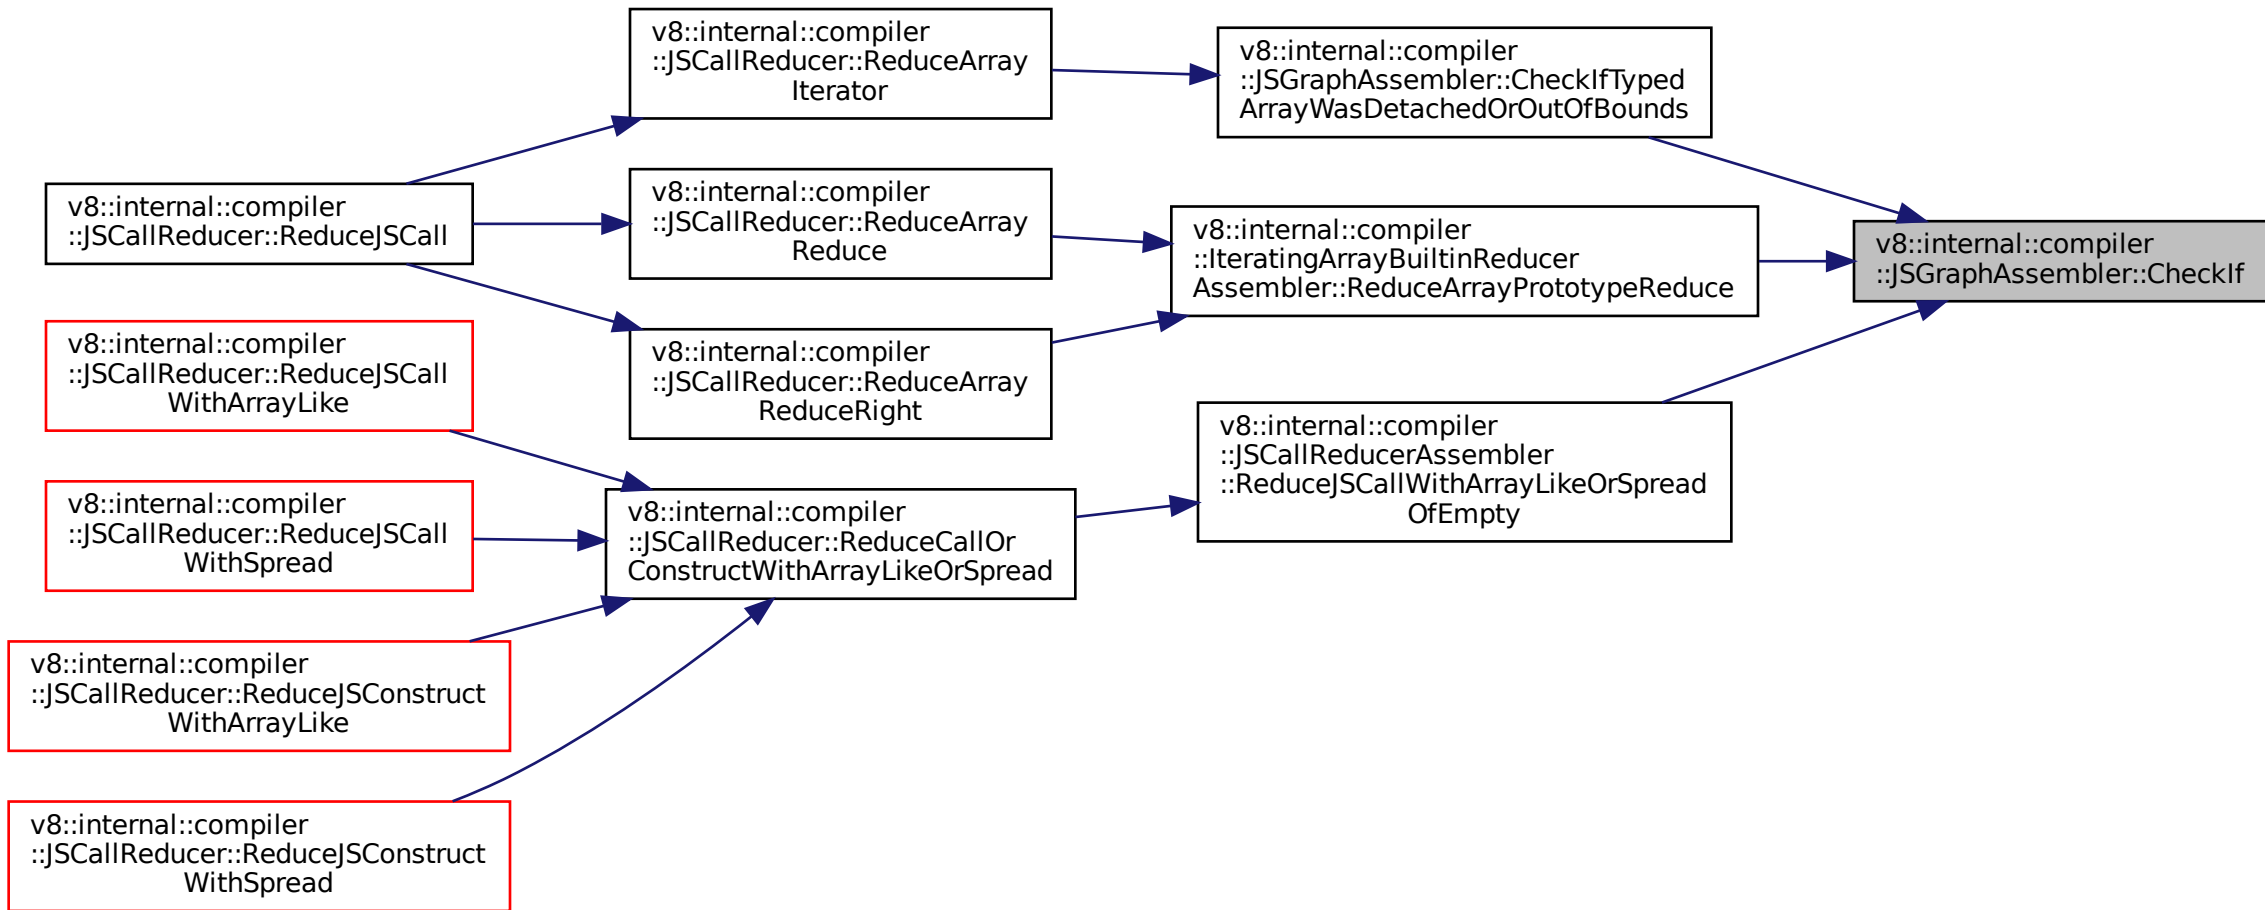 v8::internal::compiler
::JSCallReducer::ReduceArray
Iterator
v8::internal::compiler
::JSGraphAssembler::CheckIfTyped
ArrayWasDetachedOrOutOfBounds
v8::internal::compiler
::JSCallReducer::ReduceJSCall
v8::internal::compiler
::JSCallReducer::ReduceArray
Reduce
v8::internal::compiler
::IteratingArrayBuiltinReducer
Assembler::ReduceArrayPrototypeReduce
v8::internal::compiler
::JSGraphAssembler::CheckIf
v8::internal::compiler
::JSCallReducer::ReduceJSCall
WithArrayLike
v8::internal::compiler
::JSCallReducer::ReduceArray
ReduceRight
v8::internal::compiler
::JSCallReducerAssembler
::ReduceJSCallWithArrayLikeOrSpread
OfEmpty
v8::internal::compiler
::JSCallReducer::ReduceJSCall
WithSpread
v8::internal::compiler
::JSCallReducer::ReduceCallOr
ConstructWithArrayLikeOrSpread
v8::internal::compiler
::JSCallReducer::ReduceJSConstruct
WithArrayLike
v8::internal::compiler
::JSCallReducer::ReduceJSConstruct
WithSpread